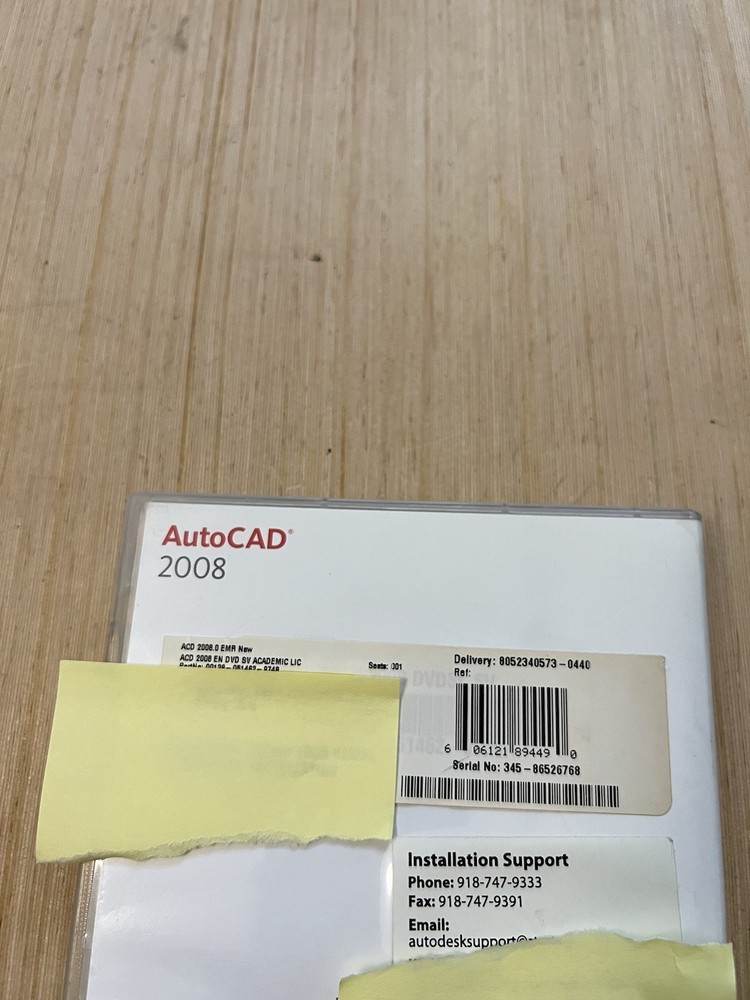 AutoCAD®
2008
ACD 2008.0 EMR New
ACD 2008 EN DVD SV ACADEMIC LIC
Seats: 001
Delivery: 8052340573-0440
Ref:
6 06121 89449 0
Serial No: 345-86526768
Installation Support
Phone: 918-747-9333
Fax: 918-747-9391
Email: